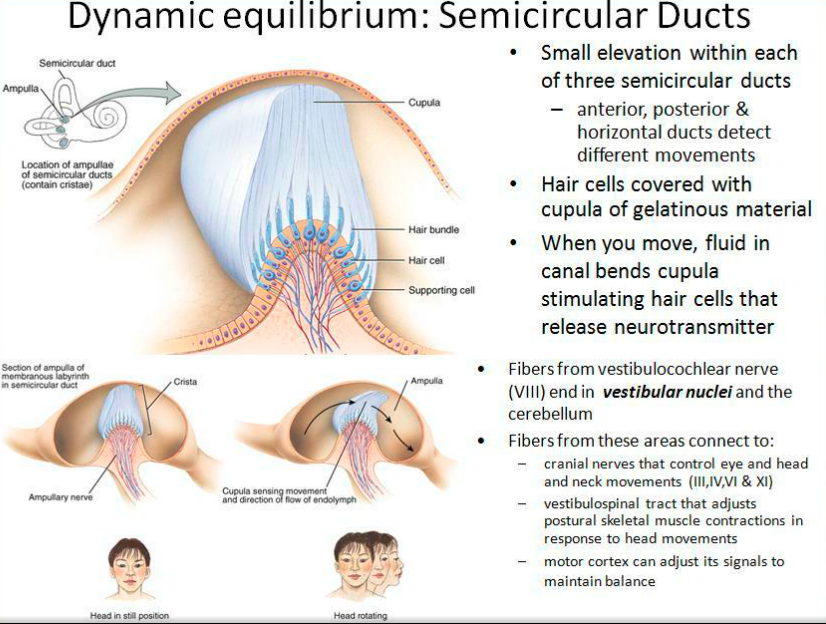 Dynamic equilibrium: Semicircular Ducts
Semicircular duct
Ampulla
Location of ampullae
of semicircular ducts
(contain cristae)
Cupula
Hair bundle
Hair cell
Supporting cell
• Small elevation within each
of three semicircular ducts
– anterior, posterior &
horizontal ducts detect
different movements
• Hair cells covered with
cupula of gelatinous material
• When you move, fluid in
canal bends cupula
stimulating hair cells that
release neurotransmitter
Section of ampulla of
membranous labyrinth
in semicircular duct
Crista
Ampullary nerve
Ampulla
Cupula sensing movement
and direction of flow of endolymph
Head in still position
Head rotating
• Fibers from vestibulocochlear nerve
(VIII) end in vestibular nuclei and the
cerebellum
• Fibers from these areas connect to:
– cranial nerves that control eye and head
and neck movements (III,IV,VI & XI)
– vestibulospinal tract that adjusts
postural skeletal muscle contractions in
response to head movements
– motor cortex can adjust its signals to
maintain balance